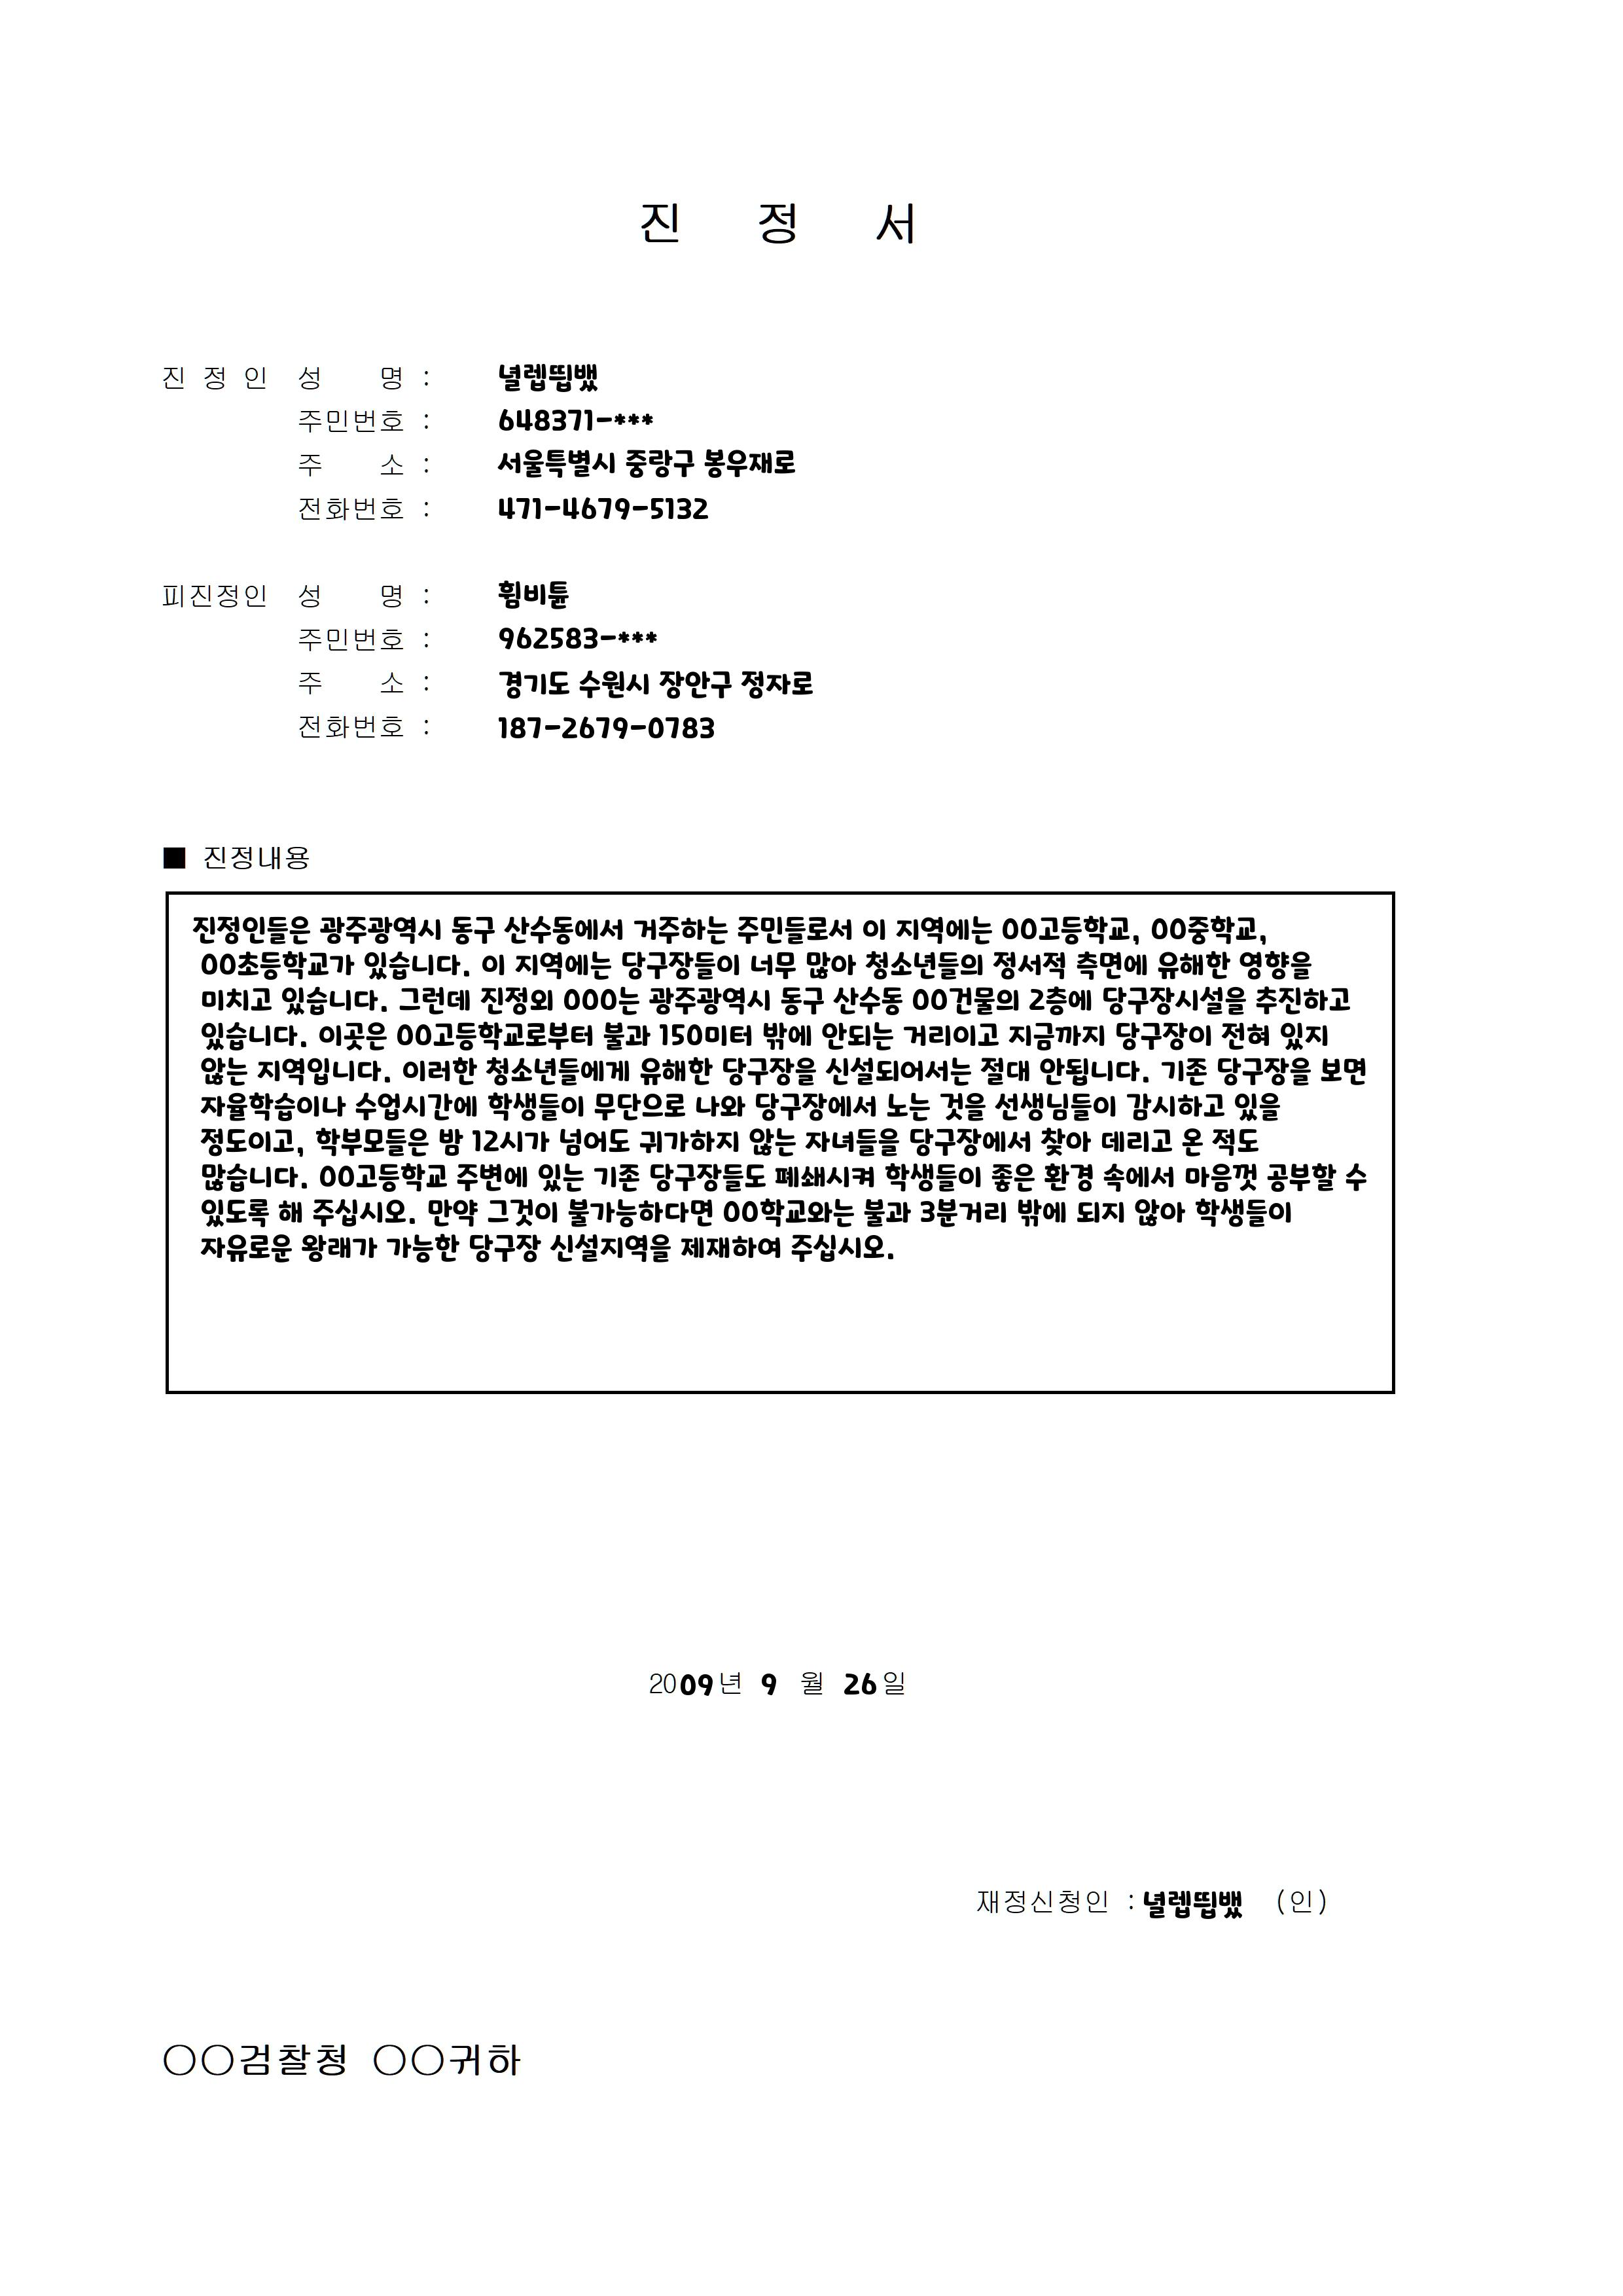 진 정 서
진 정 인 성 명 : 널렙띕뱄
주민번호 : 648371-***
주 소 : 서울특별시 중랑구 봉우재로
전화번호 : 471-4679-5132
피진정인 성 명 : 휨비튠
주민번호 : 962583-***
주 소 : 경기도 수원시 장안구 정자로
전화번호 : 187-2679-0783
■ 진정내용
진정인들은 광주광역시 동구 산수동에서 거주하는 주민들로서 이 지역에는 00고등학교, 00중학교,
00초등학교가 있습니다. 이 지역에는 당구장들이 너무 많아 청소년들의 정서적 측면에 유해한 영향을
미치고 있습니다. 그런데 진정외 000는 광주광역시 동구 산수동 00건물의 2층에 당구장시설을 추진하고
있습니다. 이곳은 00고등학교로부터 불과 150미터 밖에 안되는 거리이고 지금까지 당구장이 전혀 있지
않는 지역입니다. 이러한 청소년들에게 유해한 당구장을 신설되어서는 절대 안됩니다. 기존 당구장을 보면
자율학습이나 수업시간에 학생들이 무단으로 나와 당구장에서 노는 것을 선생님들이 감시하고 있을
정도이고, 학부모들은 밤 12시가 넘어도 귀가하지 않는 자녀들을 당구장에서 찾아 데리고 온 적도
많습니다. 00고등학교 주변에 있는 기존 당구장들도 폐쇄시켜 학생들이 좋은 환경 속에서 마음껏 공부할 수
있도록 해 주십시오. 만약 그것이 불가능하다면 00학교와는 불과 3분거리 밖에 되지 않아 학생들이
자유로운 왕래가 가능한 당구장 신설지역을 제재하여 주십시오.
2009년 9 월 26일
재정신청인 : 널렙띕뱄 (인)
○○검찰청 ○○귀하